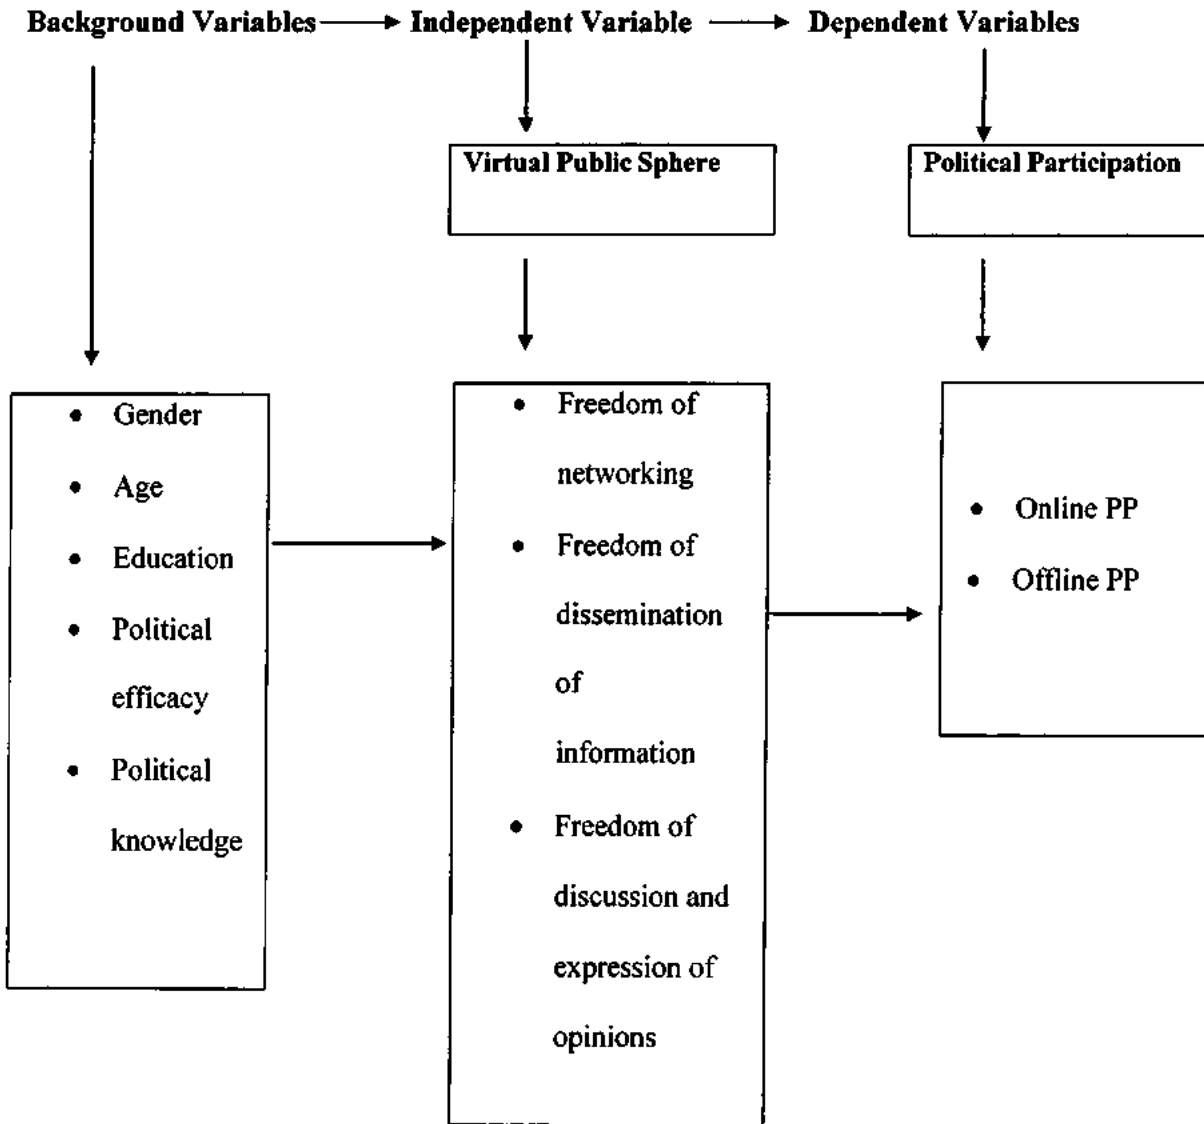 Background Variables Independent Variable Dependent Variables
Virtual Public Sphere
Political Participation
• Gender
• Age
• Education
• Political
efficacy
• Political
knowledge
• Freedom of
networking
• Freedom of
dissemination
of
information
• Freedom of
discussion and
expression of
opinions
• Online PP
• Offline PP